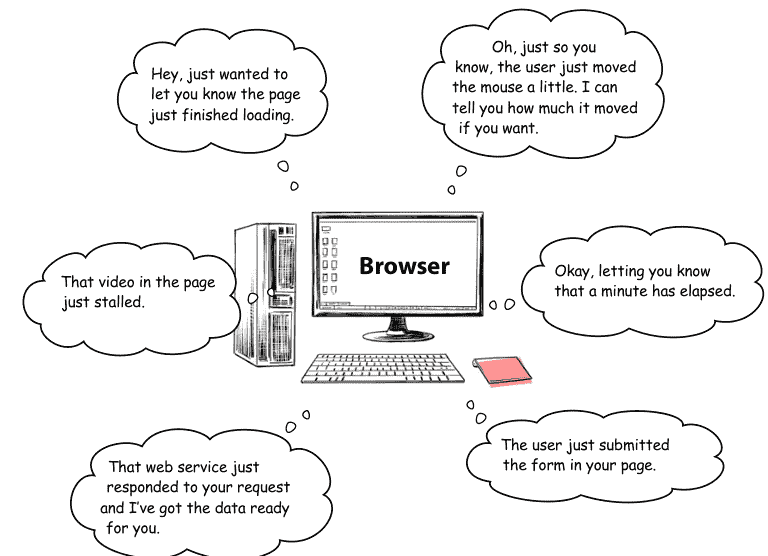 Hey, just wanted to
let you know the page
just finished loading.
Oh, just so you
know, the user just moved
the mouse a little. I can
tell you how much it moved
if you want.
That video in the page
just stalled.
Browser
Okay, letting you know
that a minute has elapsed.
That web service just
responded to your request
and I've got the data ready
for you.
The user just submitted
the form in your page.